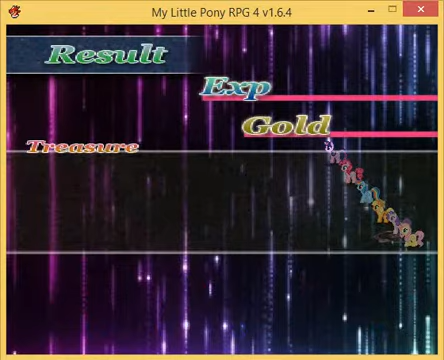 My Little Pony RPG 4 v1.6.4
Result
Exp
Gold
Treasure